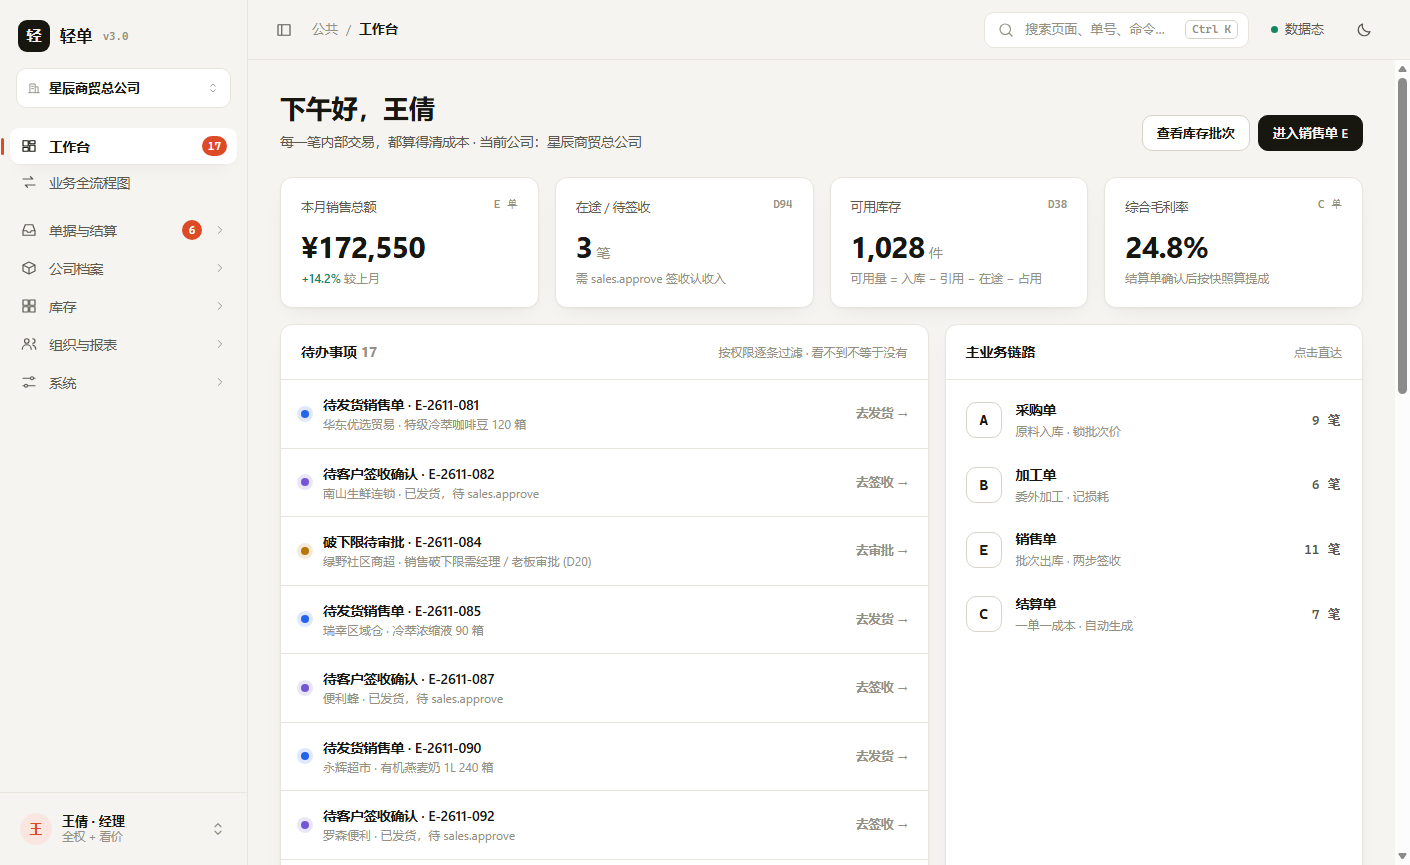 轻 轻单 v3.0
星辰商贸总公司
工作台 17
业务全流程图
单据与结算 6
公司档案
库存
组织与报表
系统
王 王倩 · 经理
全权 + 看价
公共 / 工作台
搜索页面、单号、命令... Ctrl K
数据态
下午好，王倩
每一笔内部交易，都算得清成本 · 当前公司：星辰商贸总公司
查看库存批次
进入销售单 E
本月销售总额 E 单
¥172,550
+14.2% 较上月
在途 / 待签收 D94
3 笔
需 sales.approve 签收认收入
可用库存 D38
1,028 件
可用量 = 入库 − 引用 − 在途 − 占用
综合毛利率 C 单
24.8%
结算单确认后按快照算提成
待办事项 17 按权限逐条过滤 · 看不到不等于没有
待发货销售单 · E-2611-081
华东优选贸易 · 特级冷萃咖啡豆 120 箱
去发货 →
待客户签收确认 · E-2611-082
南山生鲜连锁 · 已发货，待 sales.approve
去签收 →
破下限待审批 · E-2611-084
绿野社区商超 · 销售破下限需经理 / 老板审批 (D20)
去审批 →
待发货销售单 · E-2611-085
瑞幸区域仓 · 冷萃浓缩液 90 箱
去发货 →
待客户签收确认 · E-2611-087
便利蜂 · 已发货，待 sales.approve
去签收 →
待发货销售单 · E-2611-090
永辉超市 · 有机燕麦奶 1L 240 箱
去发货 →
待客户签收确认 · E-2611-092
罗森便利 · 已发货，待 sales.approve
去签收 →
主业务链路 点击直达
A 采购单 9 笔
原料入库 · 锁批次价
B 加工单 6 笔
委外加工 · 记损耗
E 销售单 11 笔
批次出库 · 两步签收
C 结算单 7 笔
一单一成本 · 自动生成